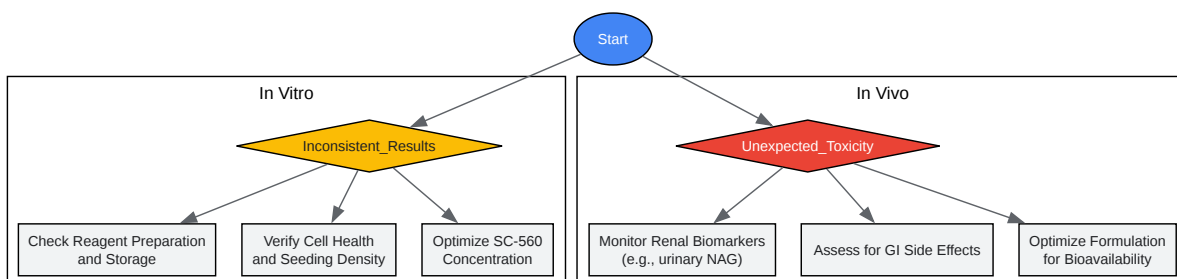 Start
In Vitro
Inconsistent_Results
Check Reagent Preparation
and Storage
Verify Cell Health
and Seeding Density
Optimize SC-560
Concentration
In Vivo
Unexpected_Toxicity
Monitor Renal Biomarkers
(e.g., urinary NAG)
Assess for GI Side Effects
Optimize Formulation
for Bioavailability